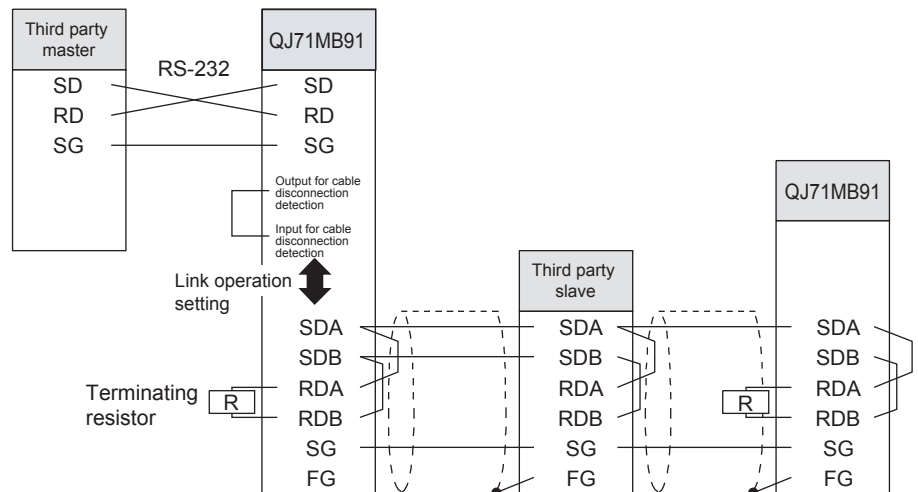 Third party
master
RS-232
SD
RD
SG
QJ71MB91
SD
RD
SG
Output for cable
disconnection
detection
Input for cable
disconnection
detection
Link operation
setting
SDA
SDB
RDA
RDB
SG
FG
Terminating
resistor
R
Third party
slave
SDA
SDB
RDA
RDB
SG
FG
QJ71MB91
SDA
SDB
RDA
RDB
SG
FG
R